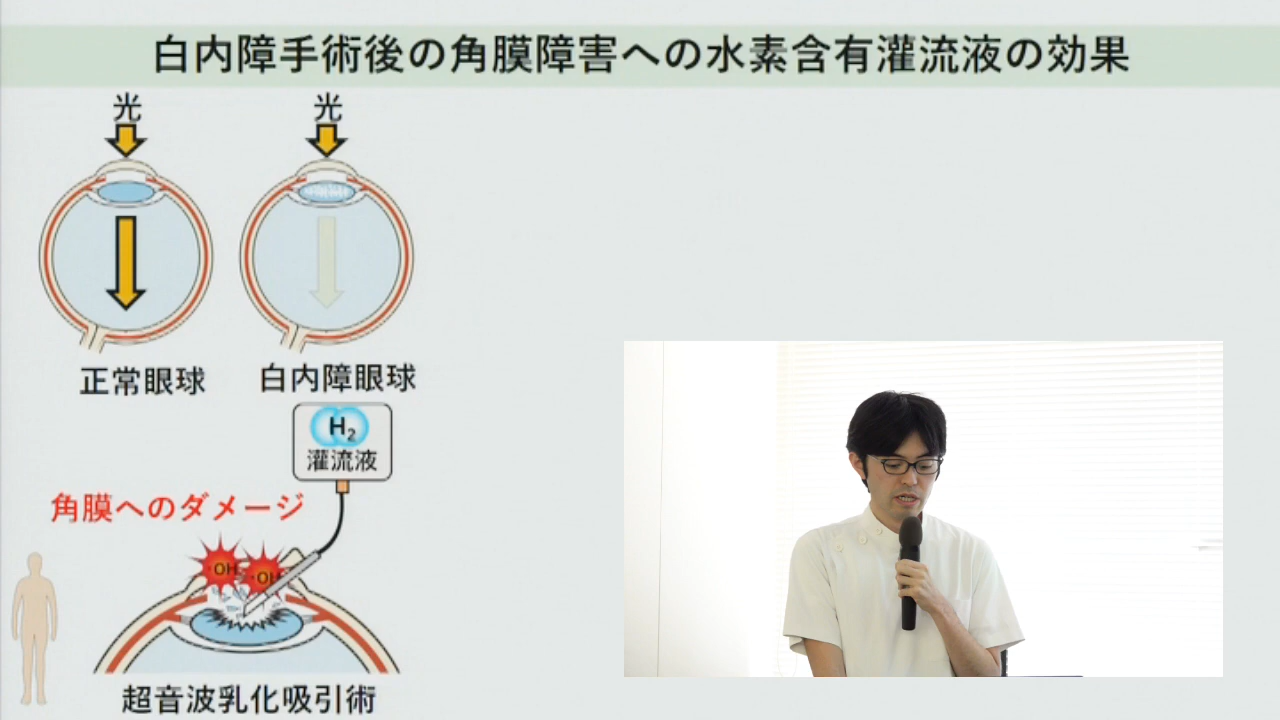 白内障手術後の角膜障害への水素含有灌流液の効果
光
光
正常眼球
白内障眼球
H₂
灌流液
角膜へのダメージ
·OH
·OH
超音波乳化吸引術